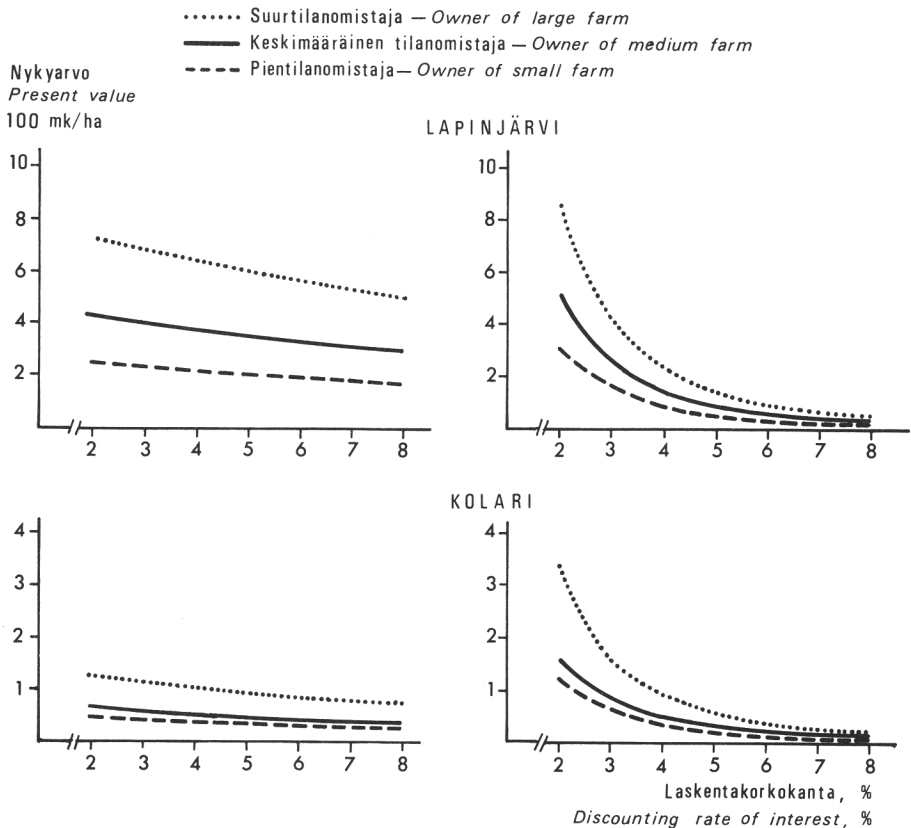 Suurtilanomistaja — Owner of large farm
Keskimääräinen tilanomistaja — Owner of medium farm
Pientilanomistaja — Owner of small farm
Nykyarvo
Present value
100 mk/ha
LAPINJÄRVI
10
8
6
4
2
2 3 4 5 6 7 8
10
8
6
4
2
2 3 4 5 6 7 8
KOLARI
4
3
2
1
2 3 4 5 6 7 8
4
3
2
1
2 3 4 5 6 7 8
Laskentakorkokanta, %
Discounting rate of interest, %